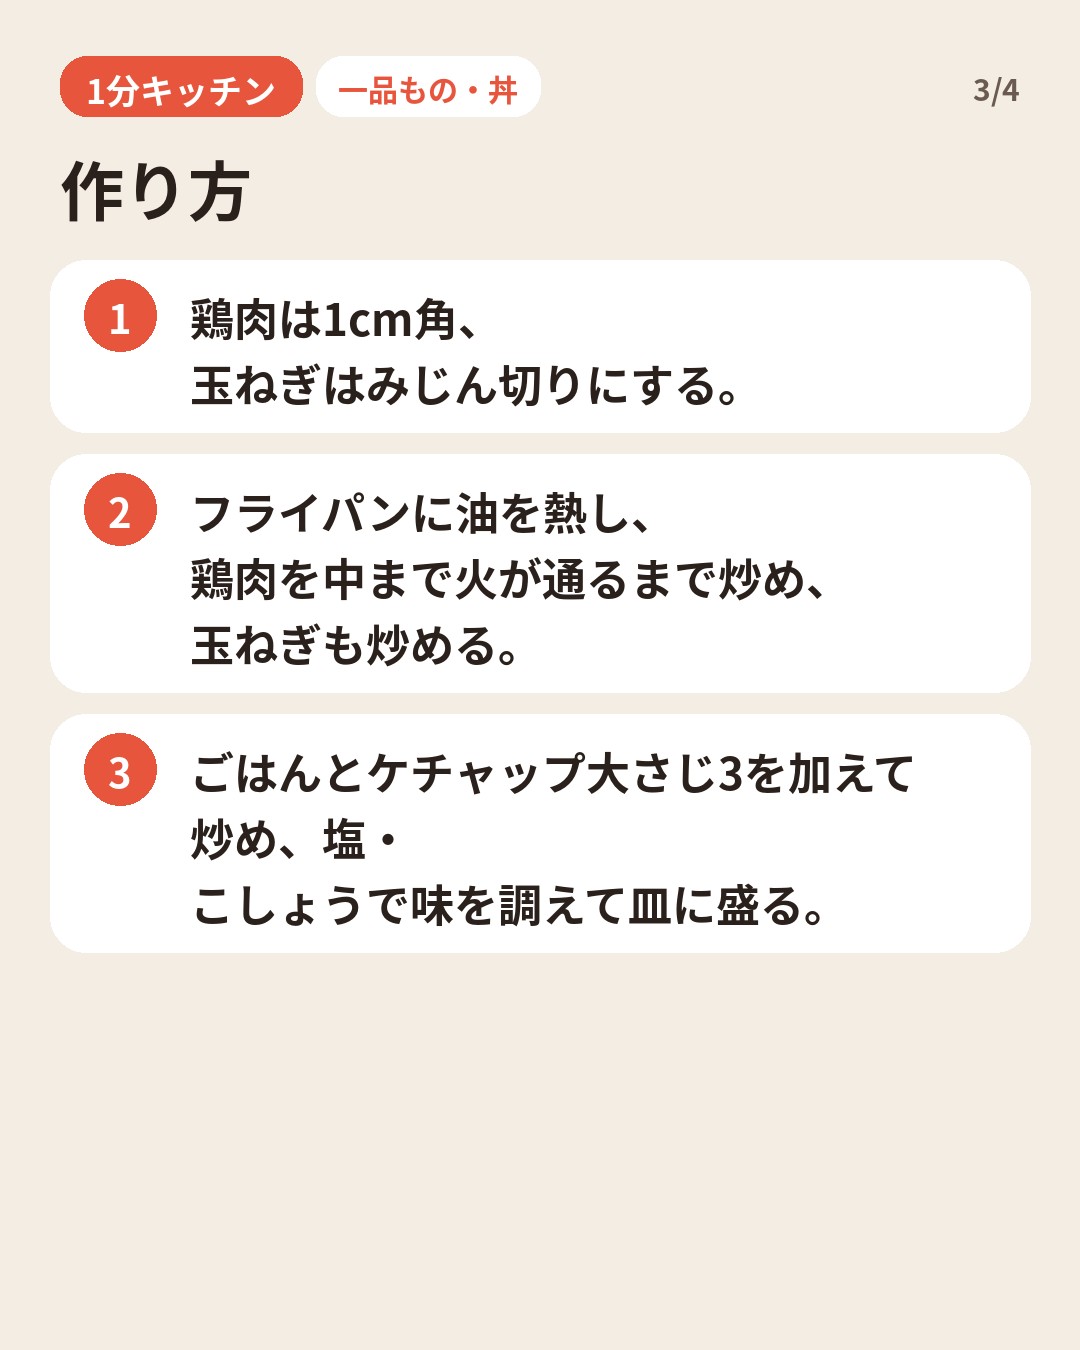 1分キッチン
一品もの・丼
3/4
作り方
1
鶏肉は1cm角、
玉ねぎはみじん切りにする。
2
フライパンに油を熱し、
鶏肉を中まで火が通るまで炒め、
玉ねぎも炒める。
3
ごはんとケチャップ大さじ3を加えて
炒め、塩・
こしょうで味を調えて皿に盛る。